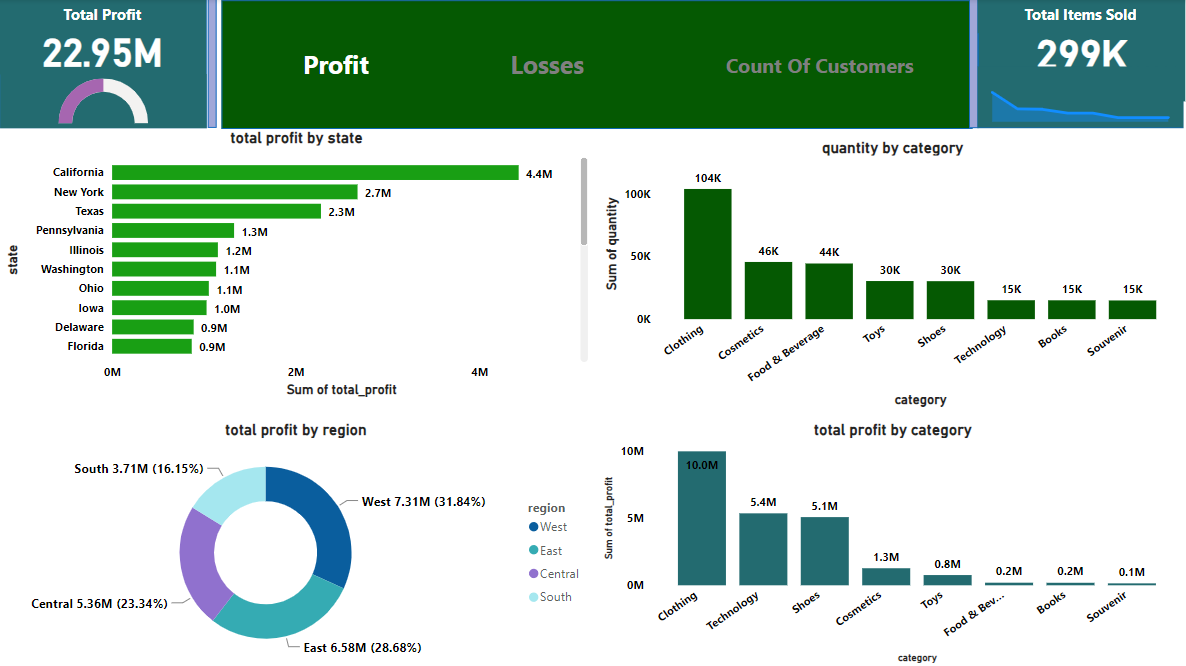 Total Profit
22.95M
Profit
Losses
Count Of Customers
Total Items Sold
299K
total profit by state
state
California
4.4M
New York
2.7M
Texas
2.3M
Pennsylvania
1.3M
Illinois
1.2M
Washington
1.1M
Ohio
1.1M
Iowa
1.0M
Delaware
0.9M
Florida
0.9M
0M
2M
4M
Sum of total_profit
quantity by category
Sum of quantity
100K
50K
0K
104K
46K
44K
30K
30K
15K
15K
15K
Clothing
Cosmetics
Food & Beverage
Toys
Shoes
Technology
Books
Souvenir
category
total profit by region
South 3.71M (16.15%)
West 7.31M (31.84%)
Central 5.36M (23.34%)
East 6.58M (28.68%)
region
West
East
Central
South
total profit by category
Sum of total_profit
10M
5M
0M
10.0M
5.4M
5.1M
1.3M
0.8M
0.2M
0.2M
0.1M
Clothing
Technology
Shoes
Cosmetics
Toys
Food & Bev...
Books
Souvenir
category